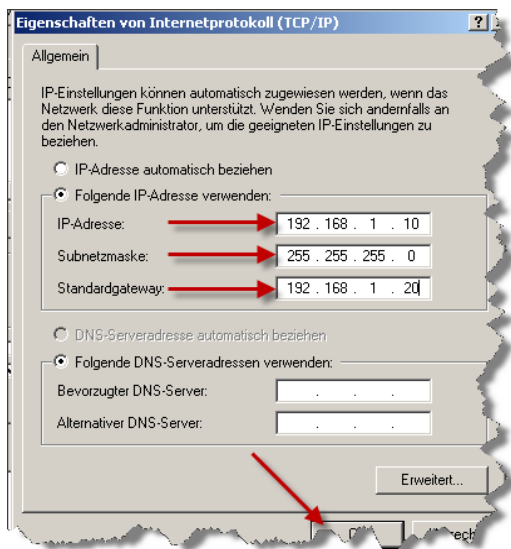 Eigenschaften von Internetprotokoll (TCP/IP)
Allgemein
IP-Einstellungen können automatisch zugewiesen werden, wenn das
Netzwerk diese Funktion unterstützt. Wenden Sie sich andernfalls an
den Netzwerkadministrator, um die geeigneten IP-Einstellungen zu
beziehen.
IP-Adresse automatisch beziehen
Folgende IP-Adresse verwenden:
IP-Adresse: 192 . 168 . 1 . 10
Subnetzmaske: 255 . 255 . 255 . 0
Standardgateway: 192 . 168 . 1 . 20
DNS-Serveradresse automatisch beziehen
Folgende DNS-Serveradressen verwenden:
Bevorzugter DNS-Server: . . .
Alternativer DNS-Server: . . .
Erweitert...